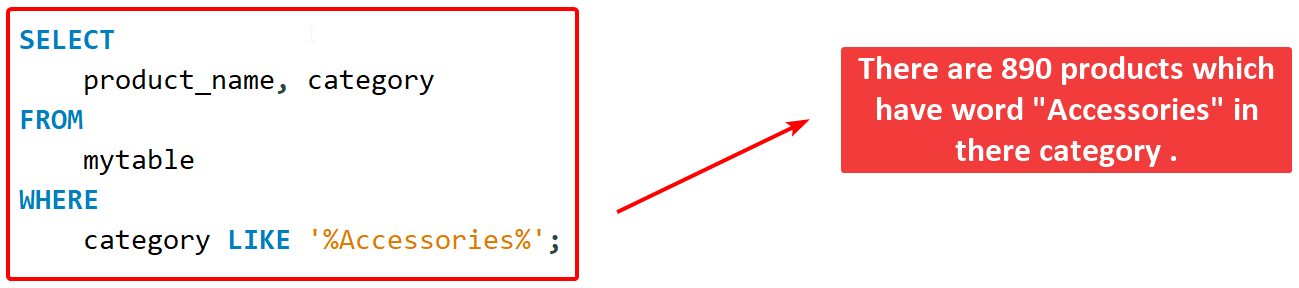 SELECT
product_name, category
FROM
mytable
WHERE
category LIKE '%Accessories%';
There are 890 products which
have word "Accessories" in
there category .